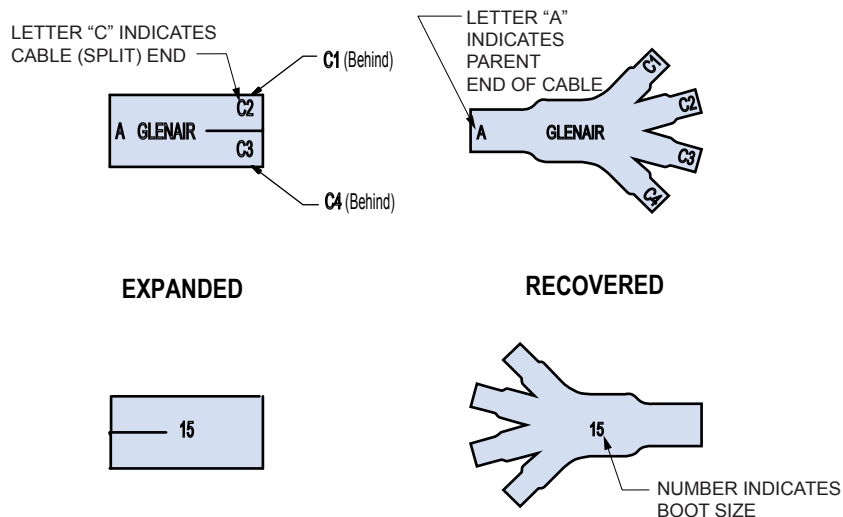 LETTER “C” INDICATES
CABLE (SPLIT) END
C1 (Behind)
C2
A GLENAIR
C3
C4 (Behind)
LETTER “A”
INDICATES
PARENT
END OF CABLE
C1
C2
A GLENAIR
C3
C4
EXPANDED
RECOVERED
15
15
NUMBER INDICATES
BOOT SIZE